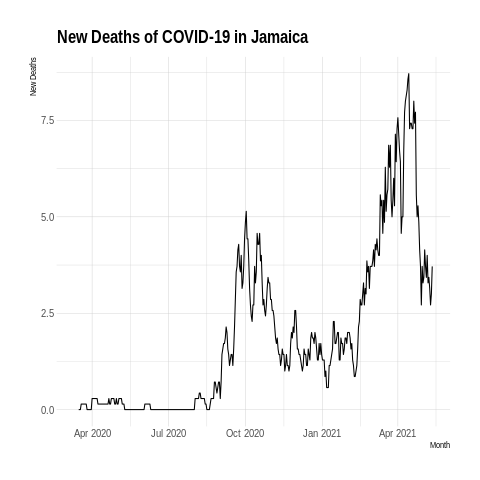 New Deaths of COVID-19 in Jamaica
New Deaths
7.5
5.0
2.5
0.0
Apr 2020 Jul 2020 Oct 2020 Jan 2021 Apr 2021
Month